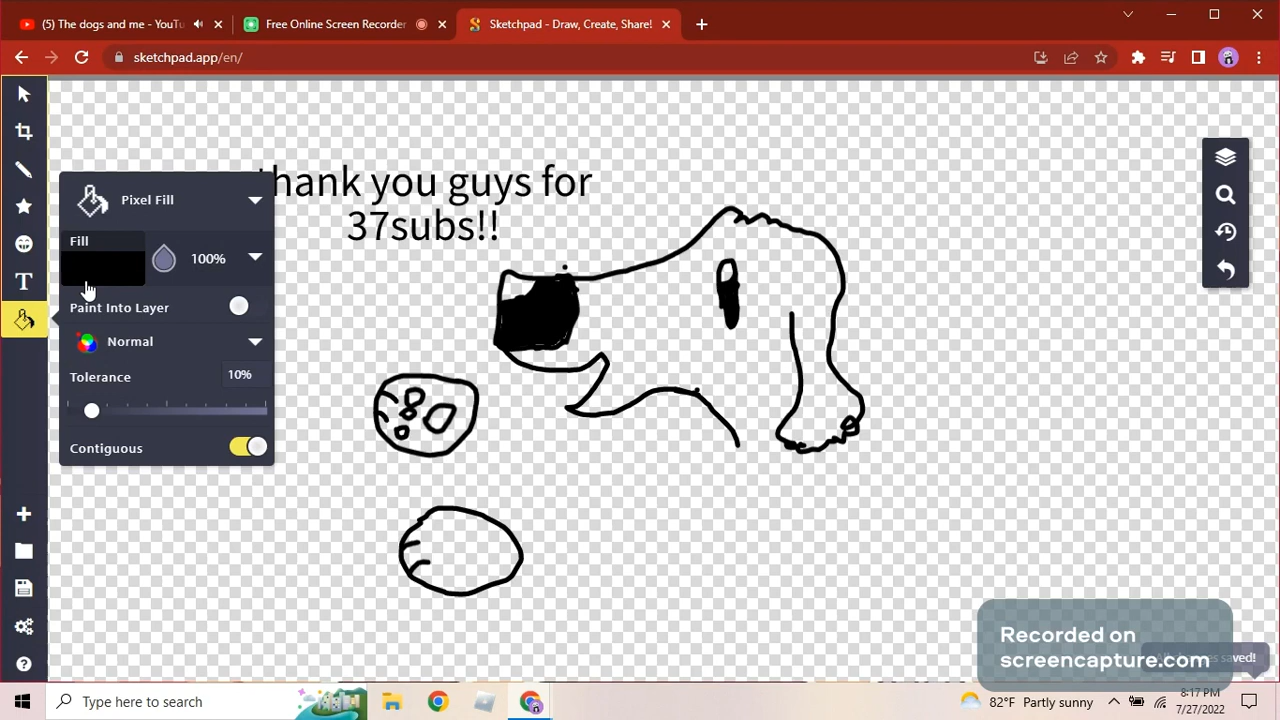 (5) The dogs and me - YouTu
Free Online Screen Recorder
Sketchpad - Draw, Create, Share!
sketchpad.app/en/
thank you guys for
37subs!!
Pixel Fill
Fill
100%
Paint Into Layer
Normal
Tolerance
10%
Contiguous
T
Recorded on
screencapture.com
saved!
Type here to search
82°F Partly sunny
8:17 PM
7/27/2022